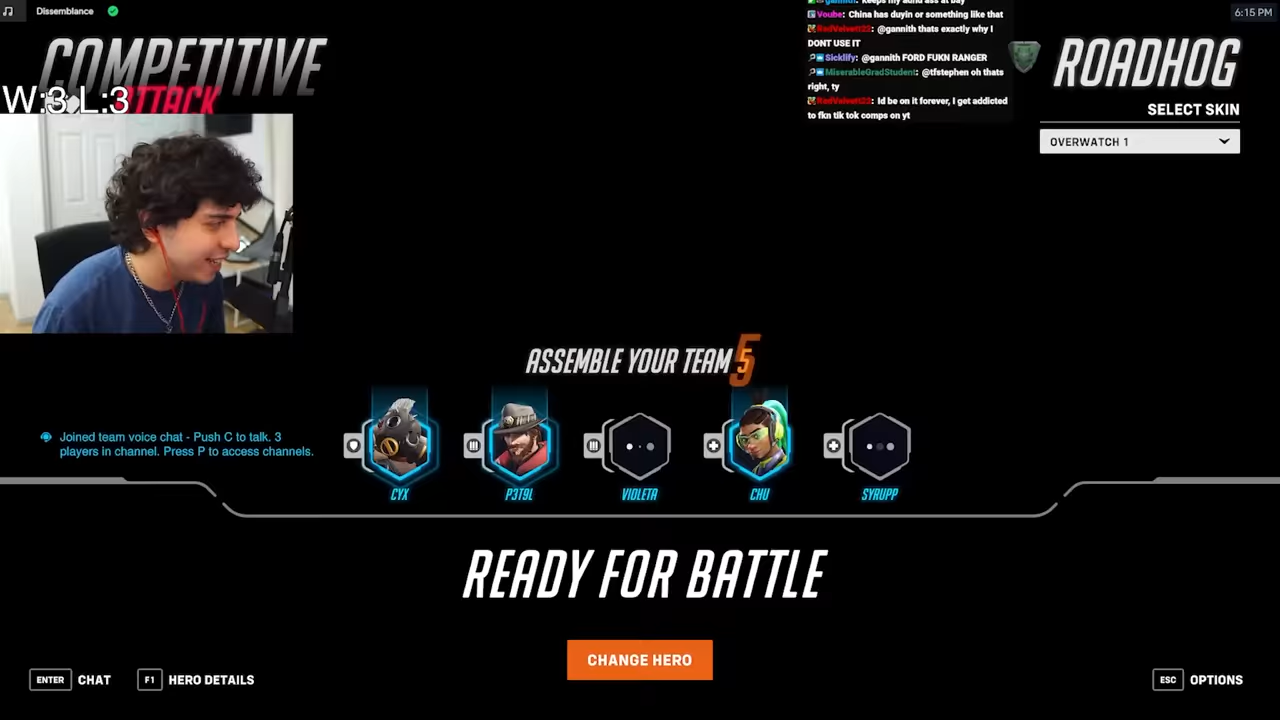 Dissemblance
6:15 PM
COMPETITIVE
ATTACK
W:3 L:3
Voube: China has duyin or something like that
RedVelvett23: @gannith thats exactly why I
DONT USE IT
Sicklify: @gannith FORD FUKN RANGER
MiserableGradStudent: @tfstephen oh thats
right, ty
RedVelvett23: Id be on it forever, I get addicted
to fkn tik tok comps on yt
ROADHOG
SELECT SKIN
OVERWATCH 1
ASSEMBLE YOUR TEAM 5
Joined team voice chat - Push C to talk. 3
players in channel. Press P to access channels.
CYX
P3T9L
VIOLETA
CHU
SYRUPP
READY FOR BATTLE
CHANGE HERO
ENTER CHAT
F1 HERO DETAILS
ESC OPTIONS